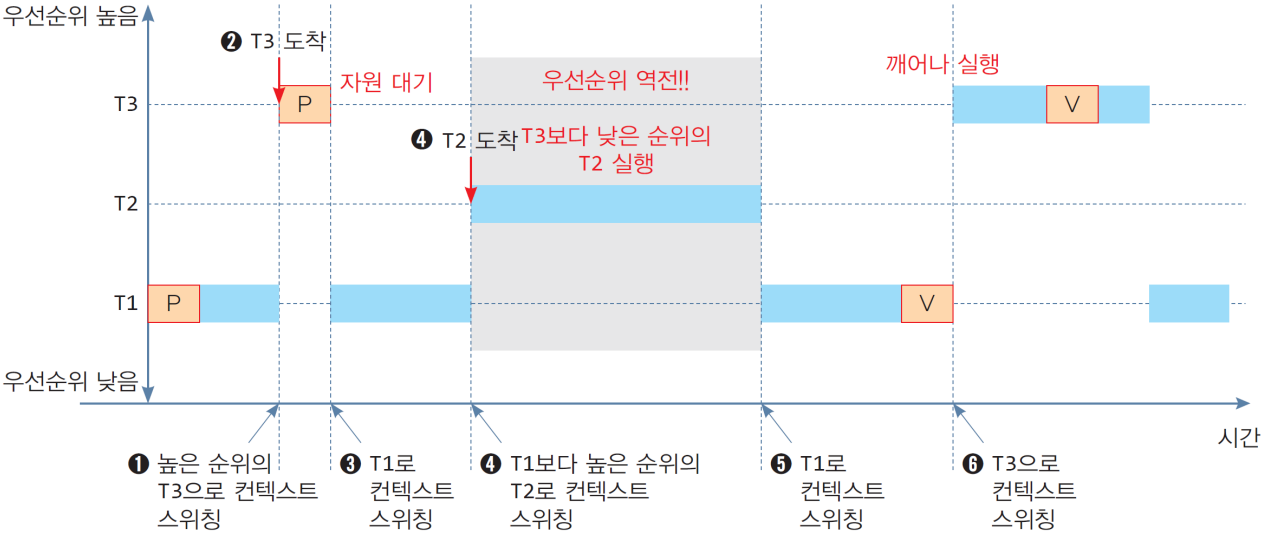 우선순위 높음
❷ T3 도착
자원 대기
우선순위 역전!!
깨어나 실행
T3
P
V
❹ T2 도착
T3보다 낮은 순위의
T2 실행
T2
T1
P
V
우선순위 낮음
시간
❶ 높은 순위의
T3으로 컨텍스트
스위칭
❸ T1로
컨텍스트
스위칭
❹ T1보다 높은 순위의
T2로 컨텍스트
스위칭
❺ T1로
컨텍스트
스위칭
❻ T3으로
컨텍스트
스위칭